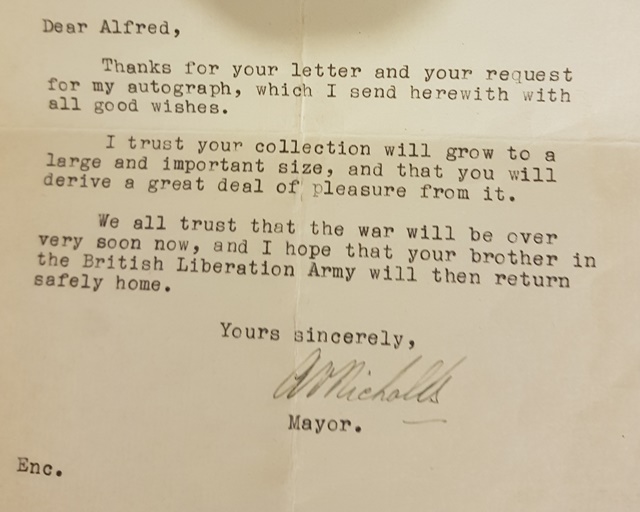 Dear Alfred,
Thanks for your letter and your request
for my autograph, which I send herewith with
all good wishes.
I trust your collection will grow to a
large and important size, and that you will
derive a great deal of pleasure from it.
We all trust that the war will be over
very soon now, and I hope that your brother in
the British Liberation Army will then return
safely home.
Yours sincerely,
Nicholls
Mayor.
Enc.